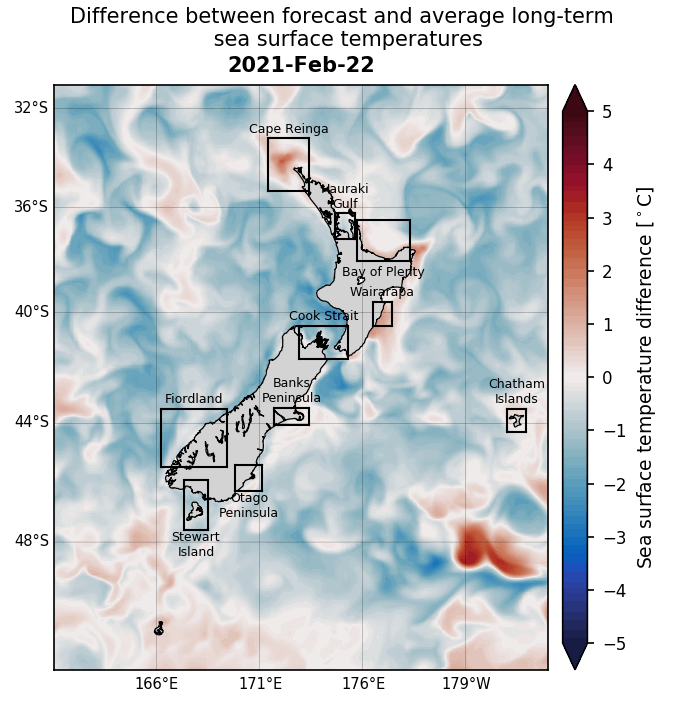 Difference between forecast and average long-term
sea surface temperatures
2021-Feb-22
32°S
36°S
40°S
44°S
48°S
166°E
171°E
176°E
179°W
Cape Reinga
Hauraki
Gulf
Bay of Plenty
Wairarapa
Cook Strait
Banks
Peninsula
Fiordland
Chatham
Islands
Otago
Peninsula
Stewart
Island
5
4
3
2
1
0
−1
−2
−3
−4
−5
Sea surface temperature difference [°C]